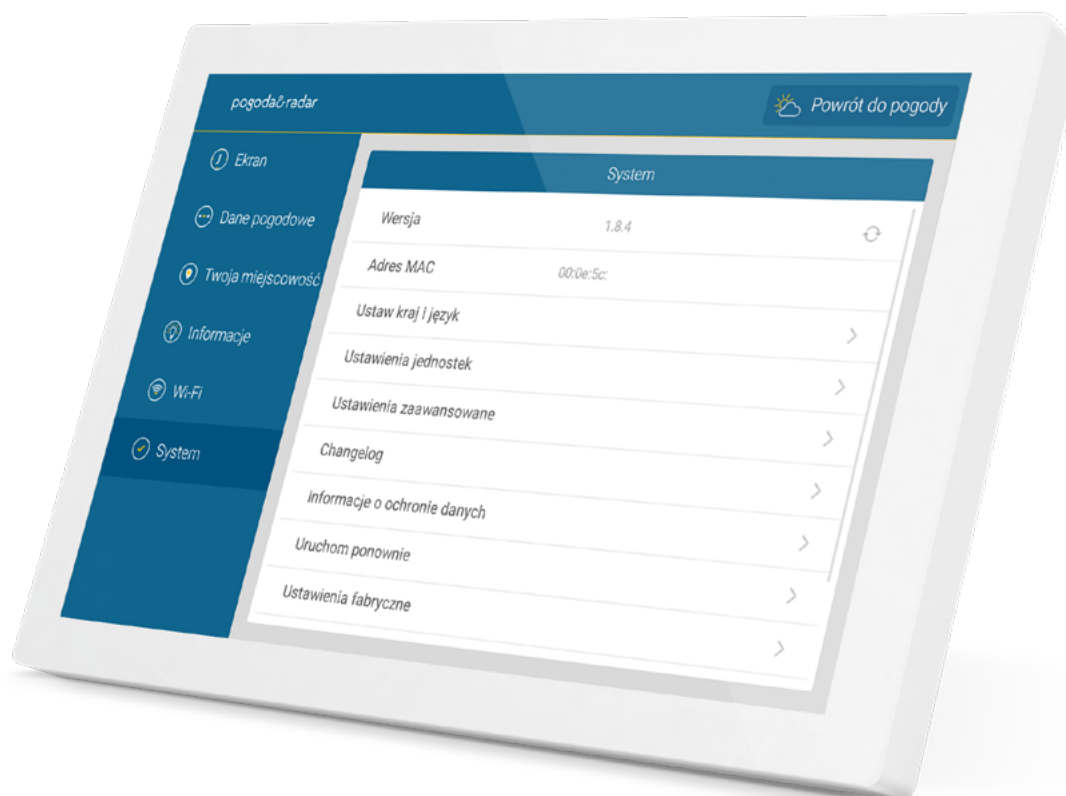 pogoda&radar
Powrót do pogody
Ekran
Dane pogodowe
Twoja miejscowość
Informacje
Wi-Fi
System
System
Wersja 1.8.4
Adres MAC 00:0e:5c:
Ustaw kraj i język
Ustawienia jednostek
Ustawienia zaawansowane
Changelog
Informacje o ochronie danych
Uruchom ponownie
Ustawienia fabryczne